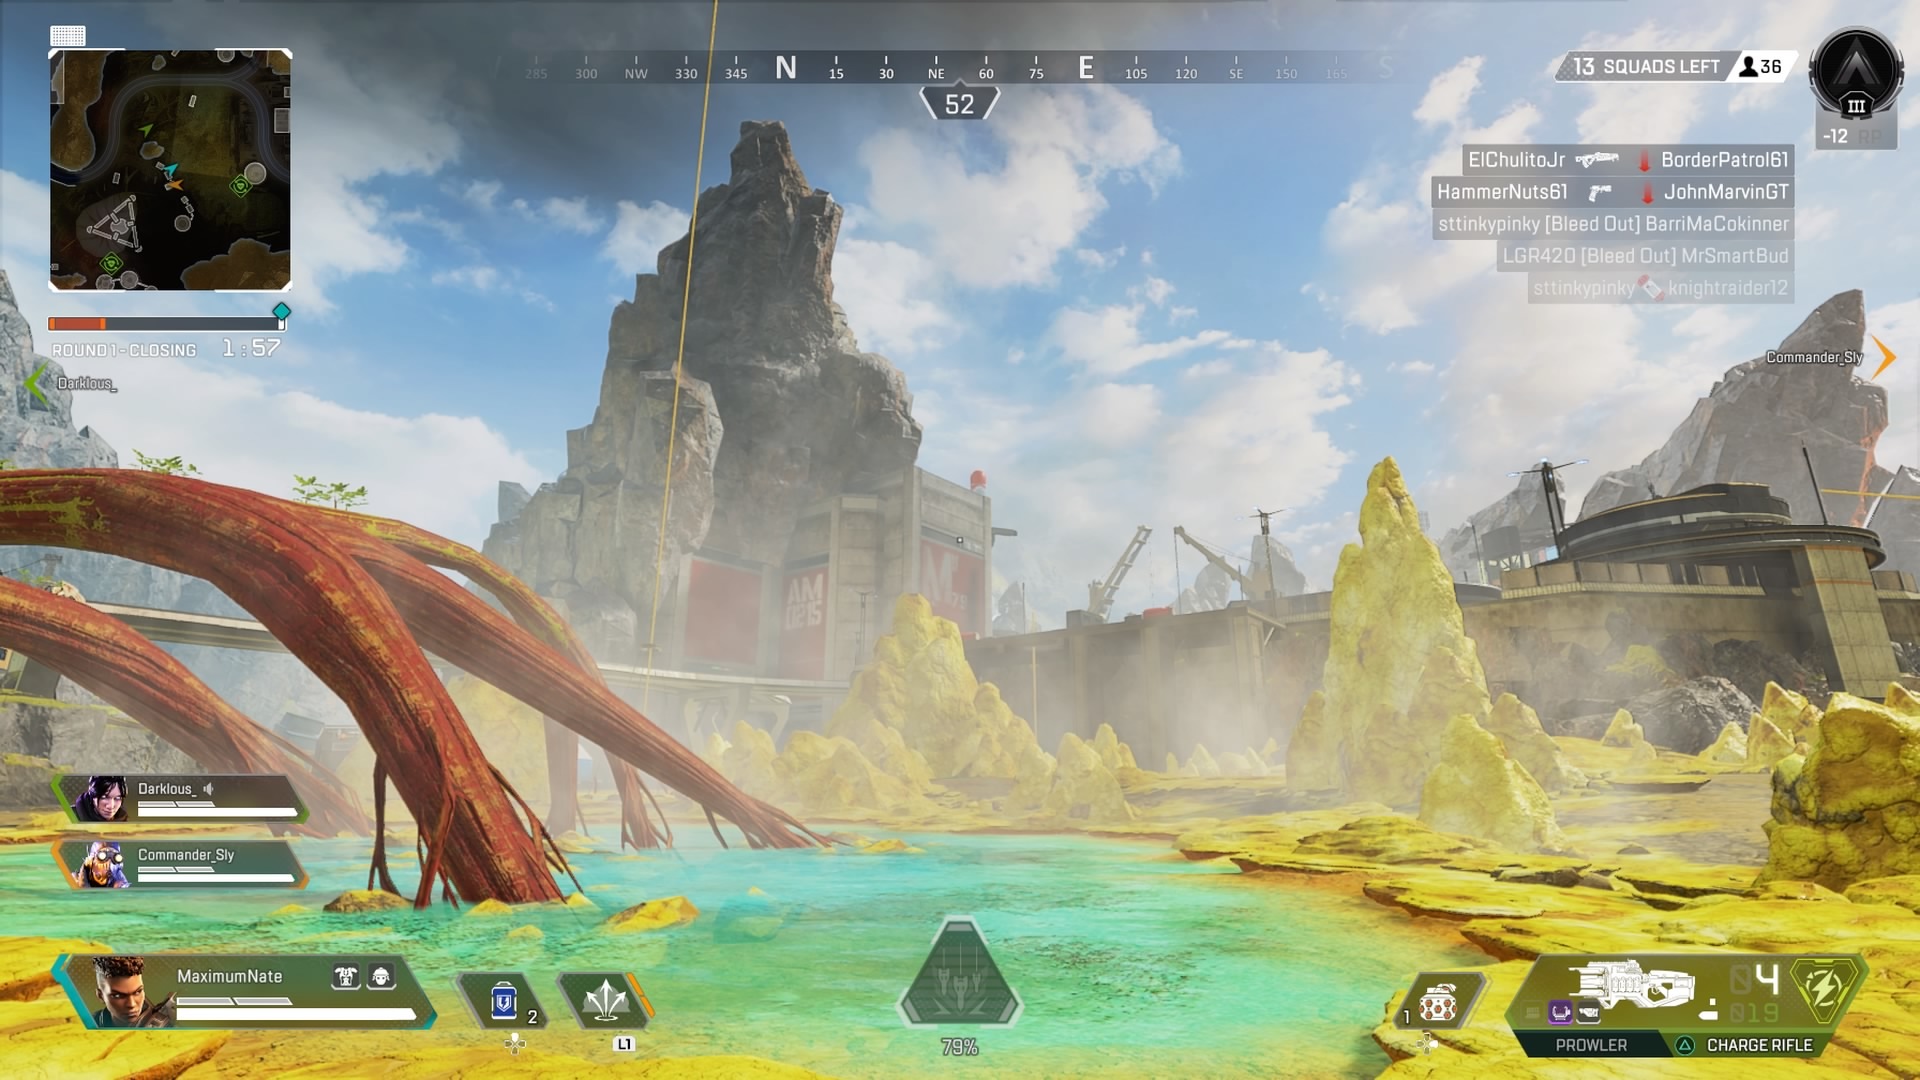 285 300 NW 330 345 N 15 30 NE 60 75 E 105 120 SE 150 165 S
52
13 SQUADS LEFT 36
III
-12 RP
ElChulitoJr BorderPatrol61
HammerNuts61 JohnMarvinGT
sttinkypinky [Bleed Out] BarriMaCokinner
LGR420 [Bleed Out] MrSmartBud
sttinkypinky knightraider12
ROUND 1 - CLOSING 1:57
Darklous_
Commander_Sly
Darklous_
Commander_Sly
MaximumNate
2
L1
79%
1
04
019
PROWLER
CHARGE RIFLE